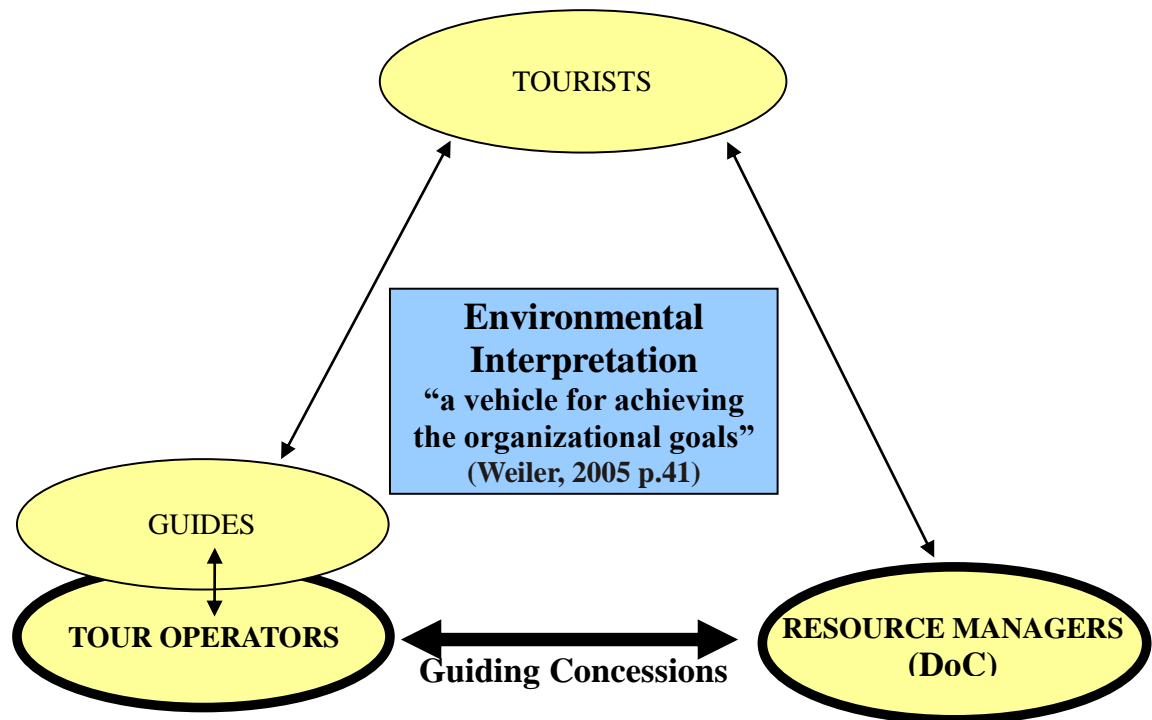 TOURISTS
Environmental
Interpretation
“a vehicle for achieving
the organizational goals”
(Weiler, 2005 p.41)
GUIDES
TOUR OPERATORS
Guiding Concessions
RESOURCE MANAGERS
(DoC)